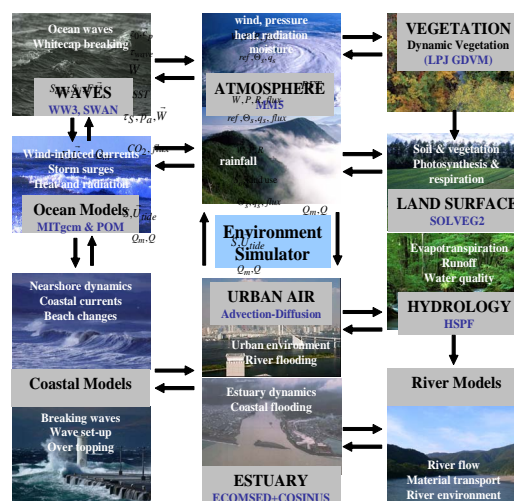 Ocean waves
Whitecap breaking
W
SST
WAVES
WW3, SWAN
wind, pressure
heat, radiation
moisture
ATMOSPHERE
MM5
VEGETATION
Dynamic Vegetation
(LPJ GDVM)
Wind-induced Currents
Storm surges
Heat and radiation
Ocean Models
MITgcm & POM
Qm,Q
rainfall
Soil & vegetation
Photosynthesis &
respiration
LAND SURFACE
SOLVEG2
Qm,Q
Environment
Simulator
Nearshore dynamics
Coastal currents
Beach changes
Coastal Models
Breaking waves
Wave set-up
Over topping
URBAN AIR
Advection-Diffusion
Urban environment
River flooding
Estuary dynamics
Coastal flooding
ESTUARY
ECOMSED+COSINUS
Evapotranspiration
Runoff
Water quality
HYDROLOGY
HSPF
River Models
River flow
Material transport
River environment